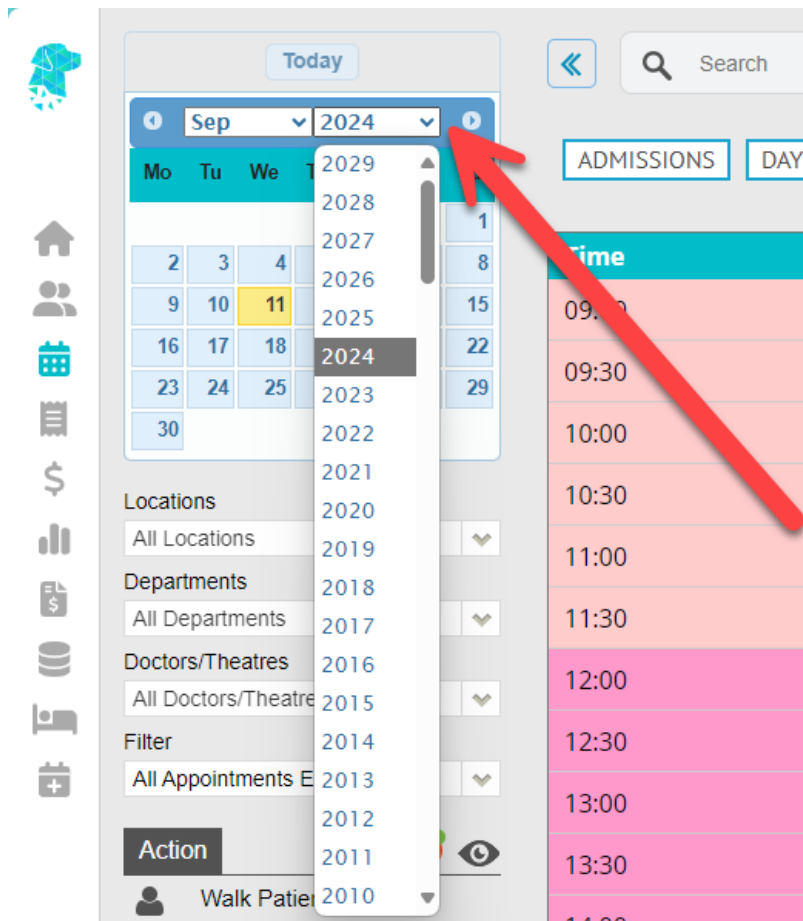 Today
Search
Sep 2024
ADMISSIONS DAY
Mo Tu We
2029
2028
2027
2026
2025
2024
2023
2022
2021
2020
2019
2018
2017
2016
2015
2014
2013
2012
2011
2010
1
2 3 4 8
9 10 11 15
16 17 18 22
23 24 25 29
30
Locations
All Locations
Departments
All Departments
Doctors/Theatres
All Doctors/Theatre
Filter
All Appointments E
Action
Walk Patie
Time
09:30
10:00
10:30
11:00
11:30
12:00
12:30
13:00
13:30